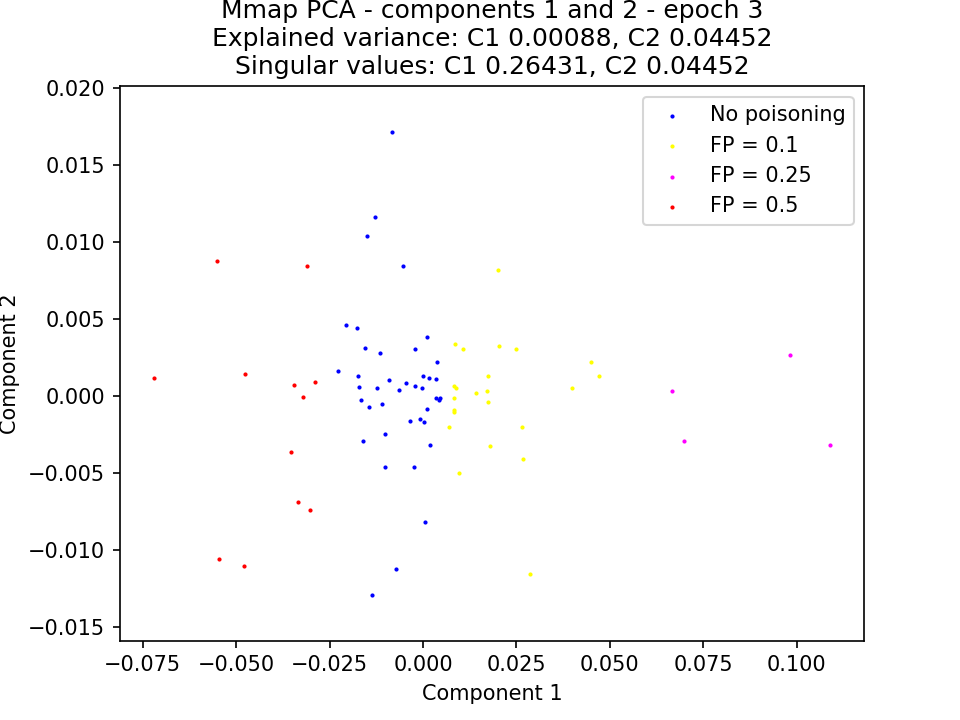 Mmap PCA - components 1 and 2 - epoch 3
Explained variance: C1 0.00088, C2 0.04452
Singular values: C1 0.26431, C2 0.04452
No poisoning
FP = 0.1
FP = 0.25
FP = 0.5
0.020
0.015
0.010
0.005
0.000
−0.005
−0.010
−0.015
Component 2
−0.075 −0.050 −0.025 0.000 0.025 0.050 0.075 0.100
Component 1